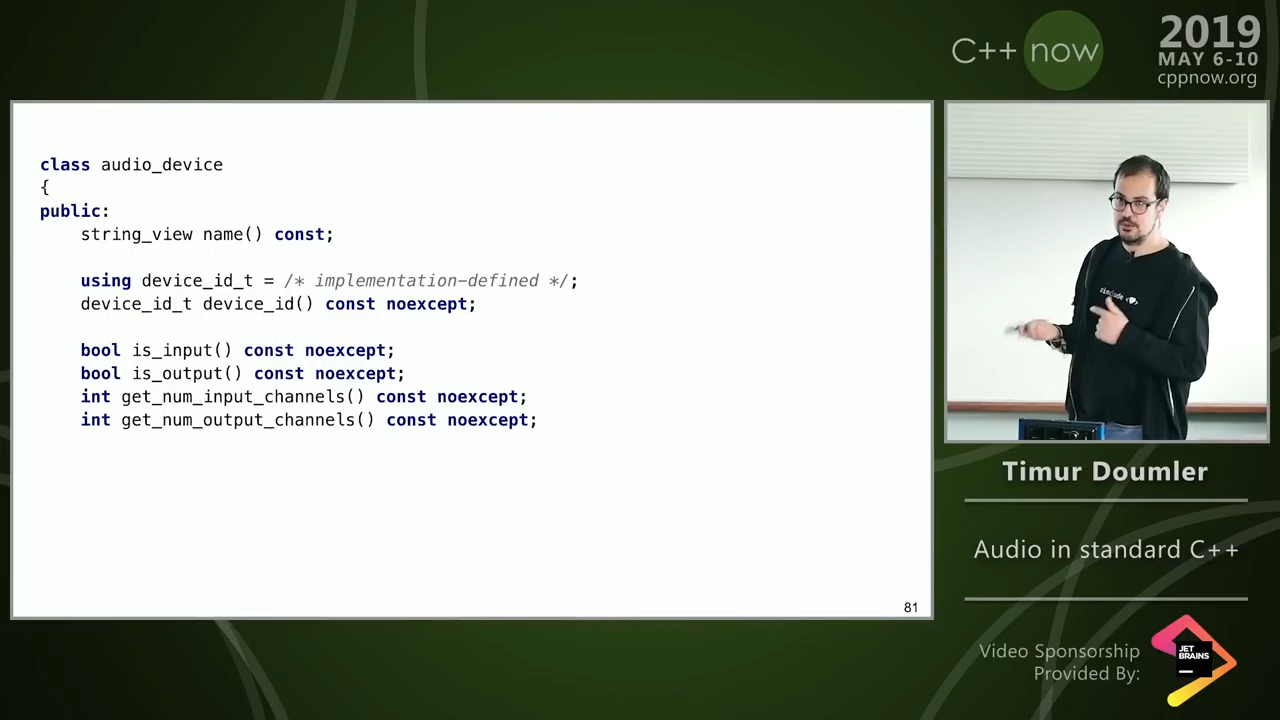 C++ now
2019
MAY 6-10
cppnow.org
class audio_device
{
public:
string_view name() const;
using device_id_t = /* implementation-defined */;
device_id_t device_id() const noexcept;
bool is_input() const noexcept;
bool is_output() const noexcept;
int get_num_input_channels() const noexcept;
int get_num_output_channels() const noexcept;
81
Timur Doumler
Audio in standard C++
Video Sponsorship
Provided By:
JET
BRAINS